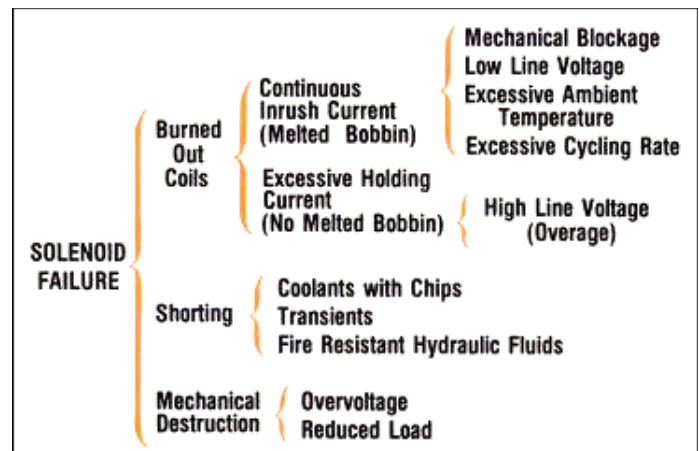 SOLENOID
FAILURE
Burned
Out
Coils
Continuous
Inrush Current
(Melted Bobbin)
Mechanical Blockage
Low Line Voltage
Excessive Ambient
Temperature
Excessive Cycling Rate
Excessive Holding
Current
(No Melted Bobbin)
High Line Voltage
(Overage)
Shorting
Coolants with Chips
Transients
Fire Resistant Hydraulic Fluids
Mechanical
Destruction
Overvoltage
Reduced Load